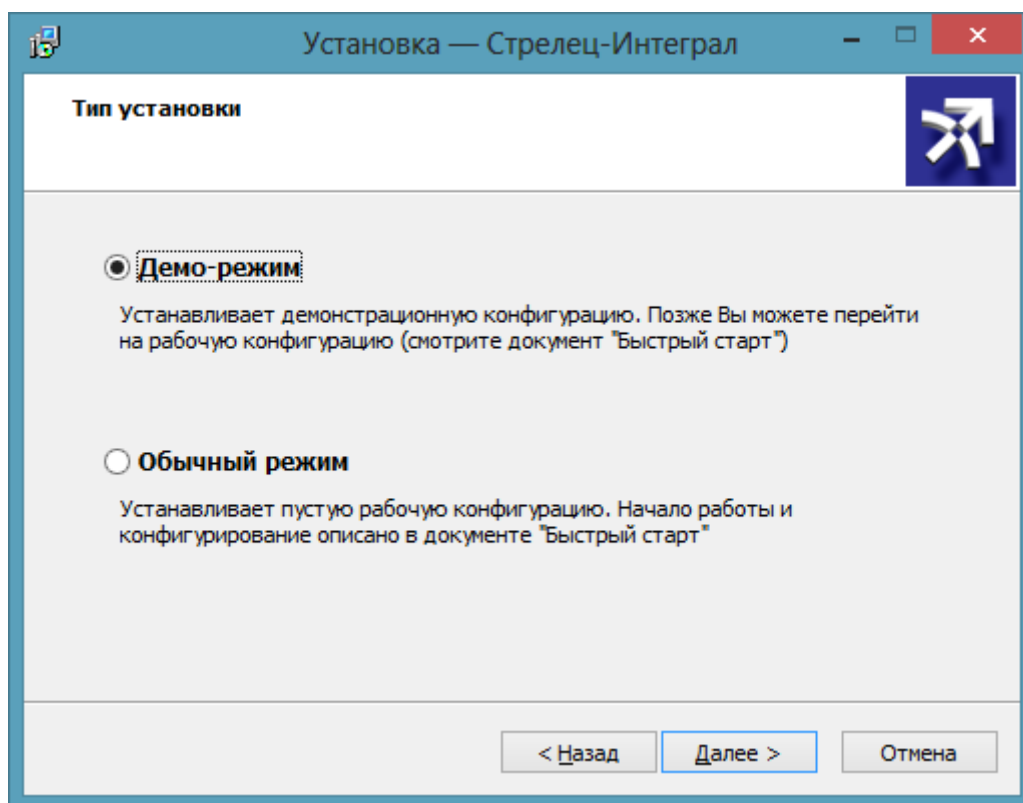 Установка — Стрелец-Интеграл
Тип установки
Демо-режим
Устанавливает демонстрационную конфигурацию. Позже Вы можете перейти
на рабочую конфигурацию (смотрите документ "Быстрый старт")
Обычный режим
Устанавливает пустую рабочую конфигурацию. Начало работы и
конфигурирование описано в документе "Быстрый старт"
< Назад Далее > Отмена